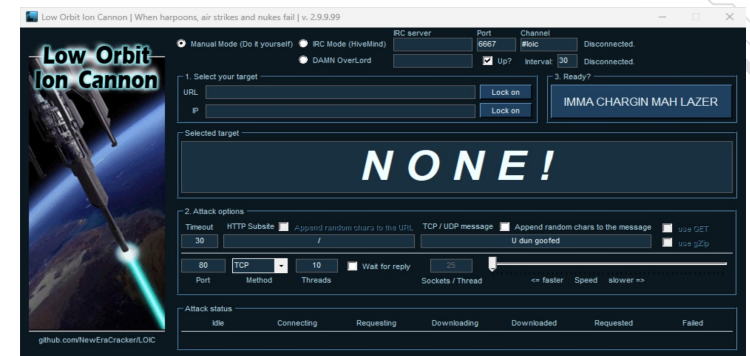 Low Orbit Ion Cannon | When harpoons, air strikes and nukes fail | v. 2.9.9.99
Low Orbit
Ion Cannon
IRC server Port Channel
Manual Mode (Do it yourself) IRC Mode (HiveMind) 6667 #loic Disconnected.
DAMN OverLord Up? Interval: 30 Disconnected.
1. Select your target
URL Lock on
IP Lock on
3. Ready?
IMMA CHARGIN MAH LAZER
Selected target
NONE!
2. Attack options
Timeout HTTP Subsite Append random chars to the URL TCP / UDP message Append random chars to the message use GET
30 / U dun goofed use gZip
80 TCP 10 Wait for reply 25
Port Method Threads Sockets / Thread <= faster Speed slower =>
Attack status
Idle Connecting Requesting Downloading Downloaded Requested Failed
github.com/NewEraCracker/LOIC